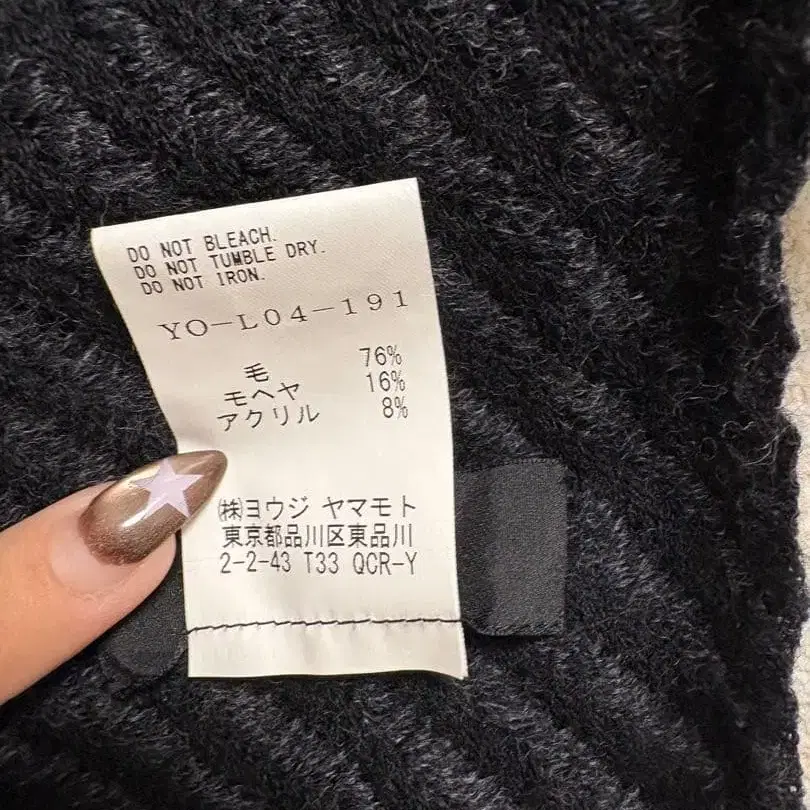 DO NOT BLEACH.
DO NOT TUMBLE DRY.
DO NOT IRON.
YO-L04-191
毛 76%
モヘヤ 16%
アクリル 8%
㈱ヨウジ ヤマモト
東京都品川区東品川
2-2-43 T33 QCR-Y